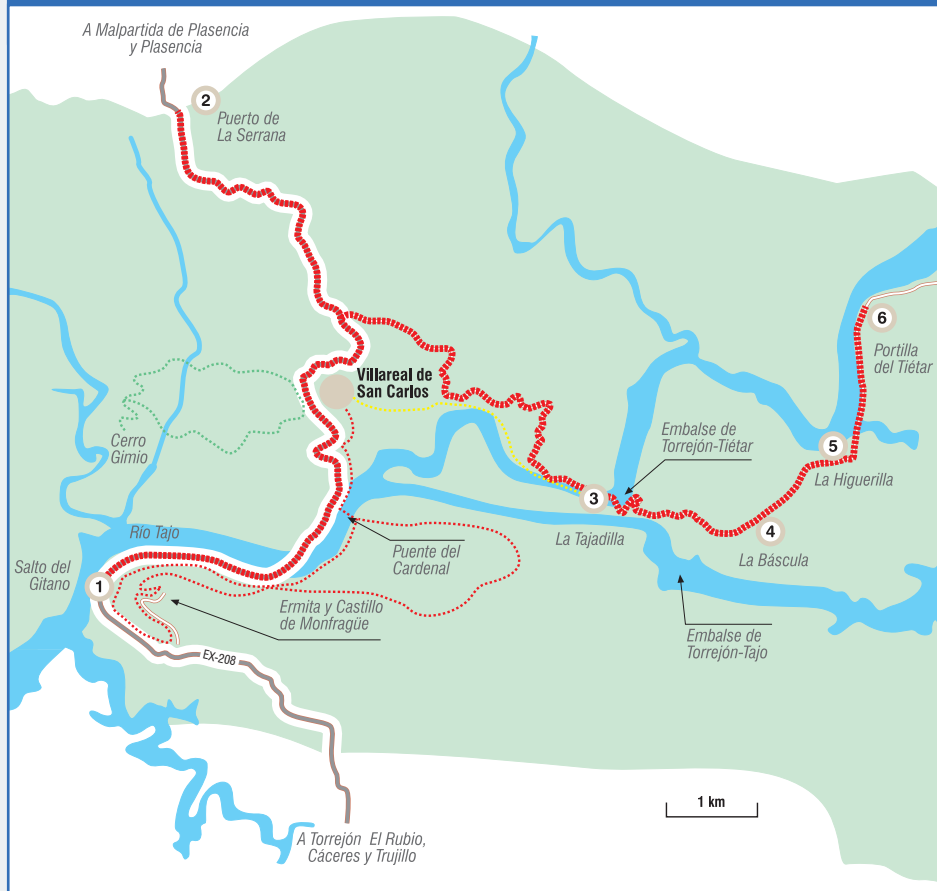 A Malpartida de Plasencia
y Plasencia
2
Puerto de
La Serrana
6
Portilla
del Tiétar
Villareal de
San Carlos
Cerro
Gimio
Embalse de
Torrejón-Tiétar
5
La Higuerilla
3
La Tajadilla
4
La Báscula
Río Tajo
Puente del
Cardenal
Salto del
Gitano
1
Ermita y Castillo
de Monfragüe
Embalse de
Torrejón-Tajo
EX-208
1 km
A Torrejón El Rubio,
Cáceres y Trujillo